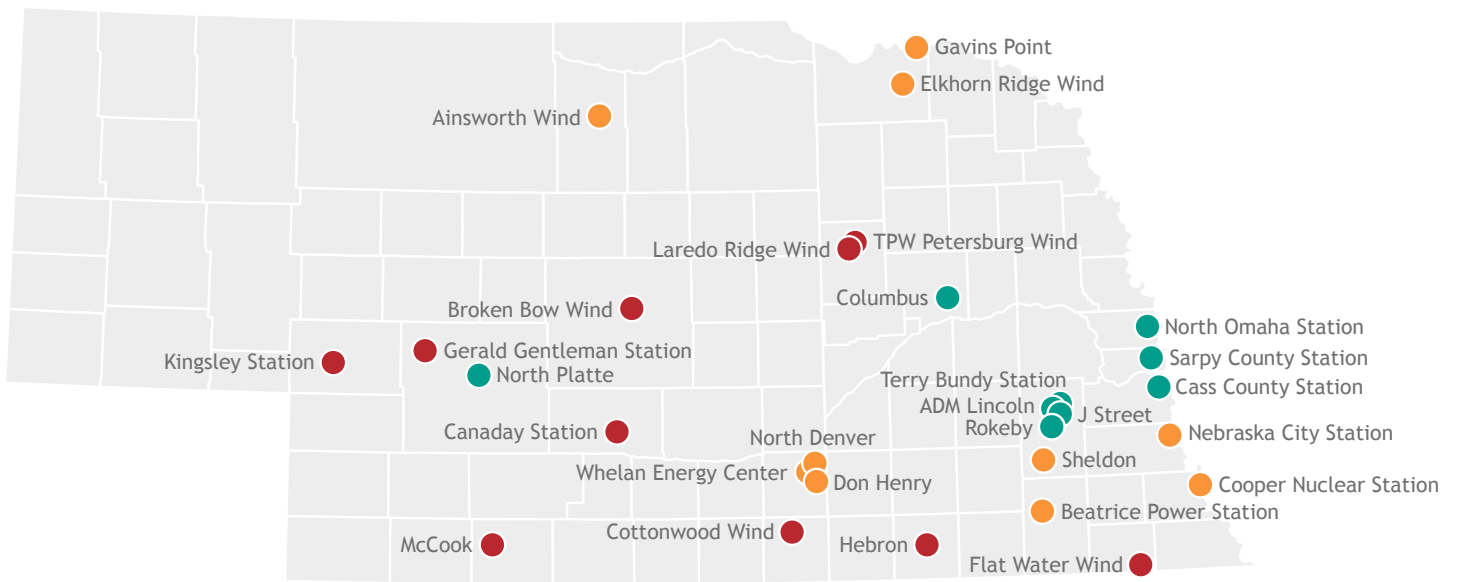 Gavins Point
Elkhorn Ridge Wind
Ainsworth Wind
TPW Petersburg Wind
Laredo Ridge Wind
Columbus
Broken Bow Wind
North Omaha Station
Gerald Gentleman Station
Sarpy County Station
Kingsley Station
North Platte
Terry Bundy Station
Cass County Station
ADM Lincoln
J Street
Rokeby
Canaday Station
Nebraska City Station
North Denver
Sheldon
Whelan Energy Center
Don Henry
Cooper Nuclear Station
Beatrice Power Station
Cottonwood Wind
McCook
Hebron
Flat Water Wind